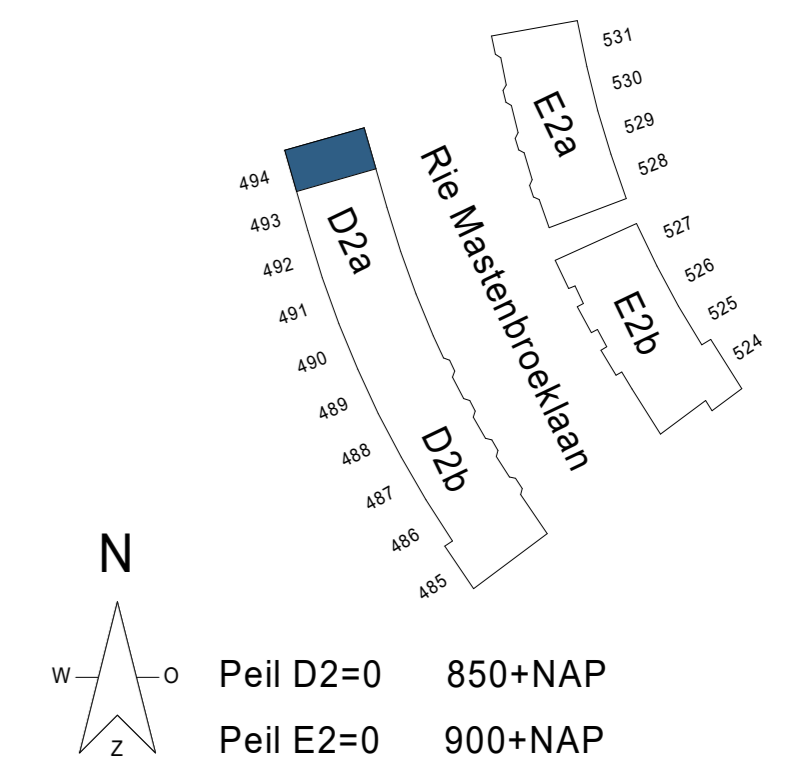 531
530
529
528
E2a
494
493
492
491
490
489
488
487
486
485
D2a
D2b
Rie Mastenbroeklaan
527
526
525
524
E2b
N
W
O
Z
Peil D2=0 850+NAP
Peil E2=0 900+NAP